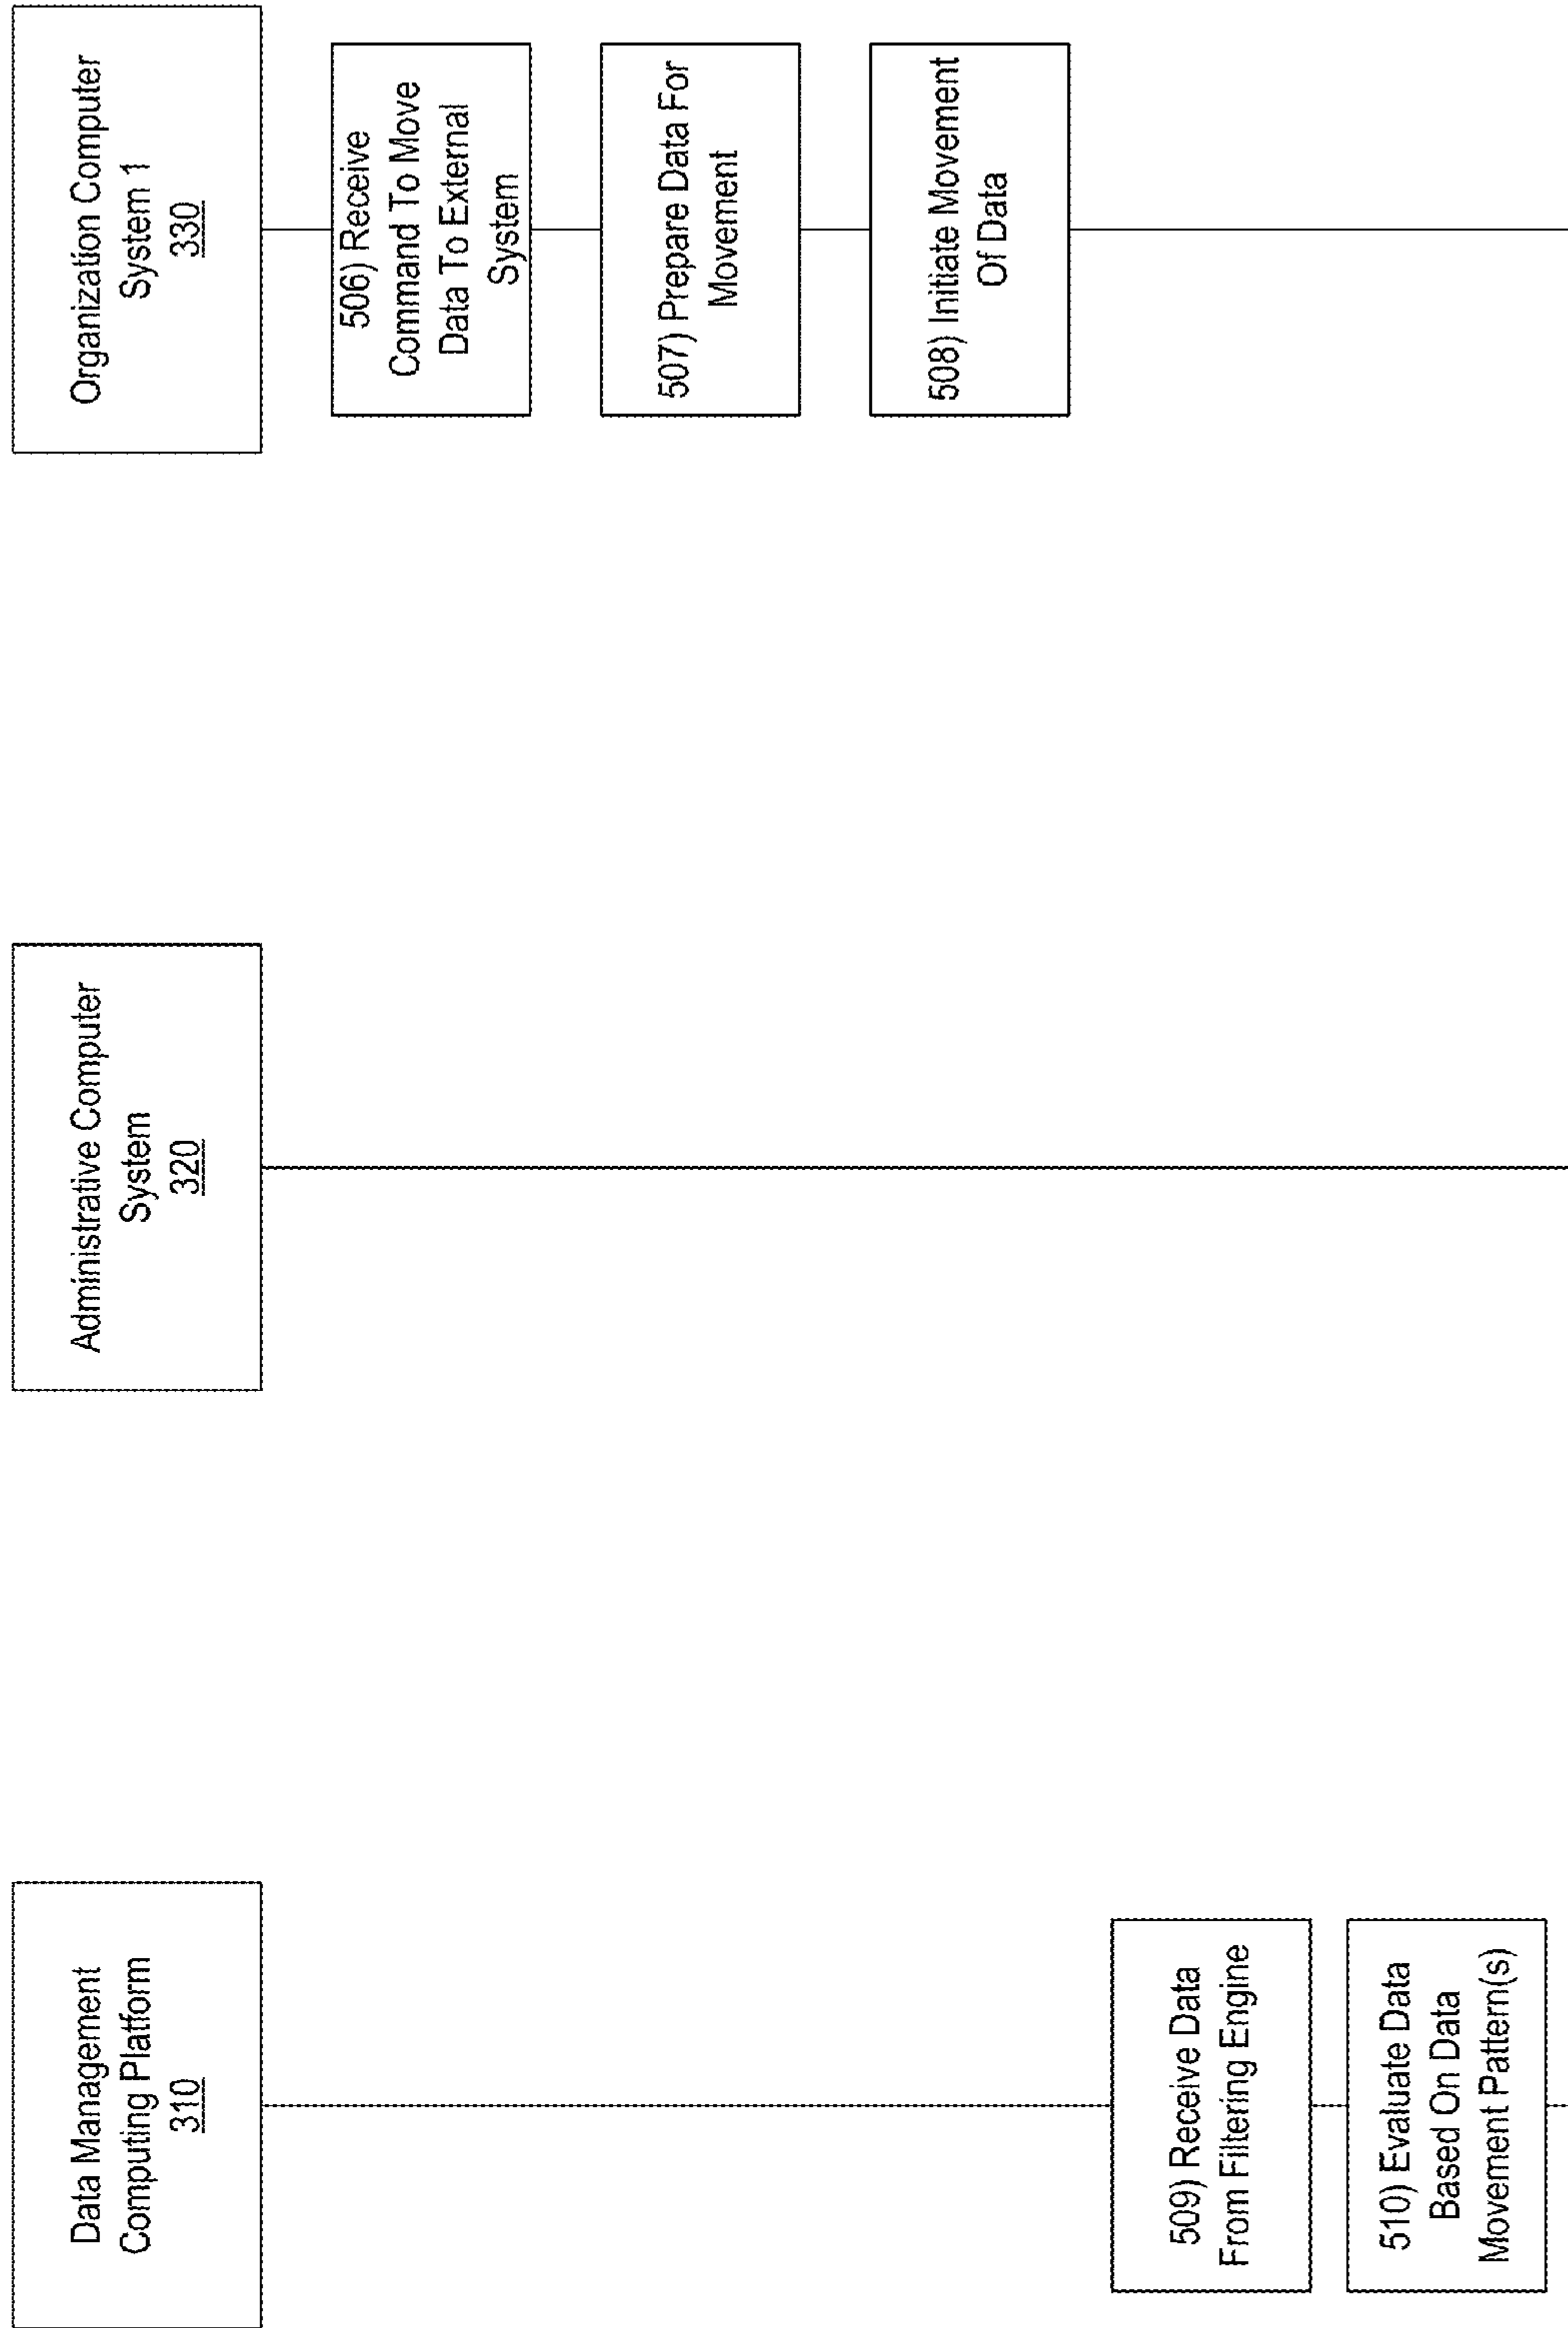 Data Management
Computing Platform
310
Administrative Computer
System
320
Organization Computer
System 1
330
506) Receive
Command To Move
Data To External
System
507) Prepare Data For
Movement
508) Initiate Movement
Of Data
509) Receive Data
From Filtering Engine
510) Evaluate Data
Based On Data
Movement Pattern(s)